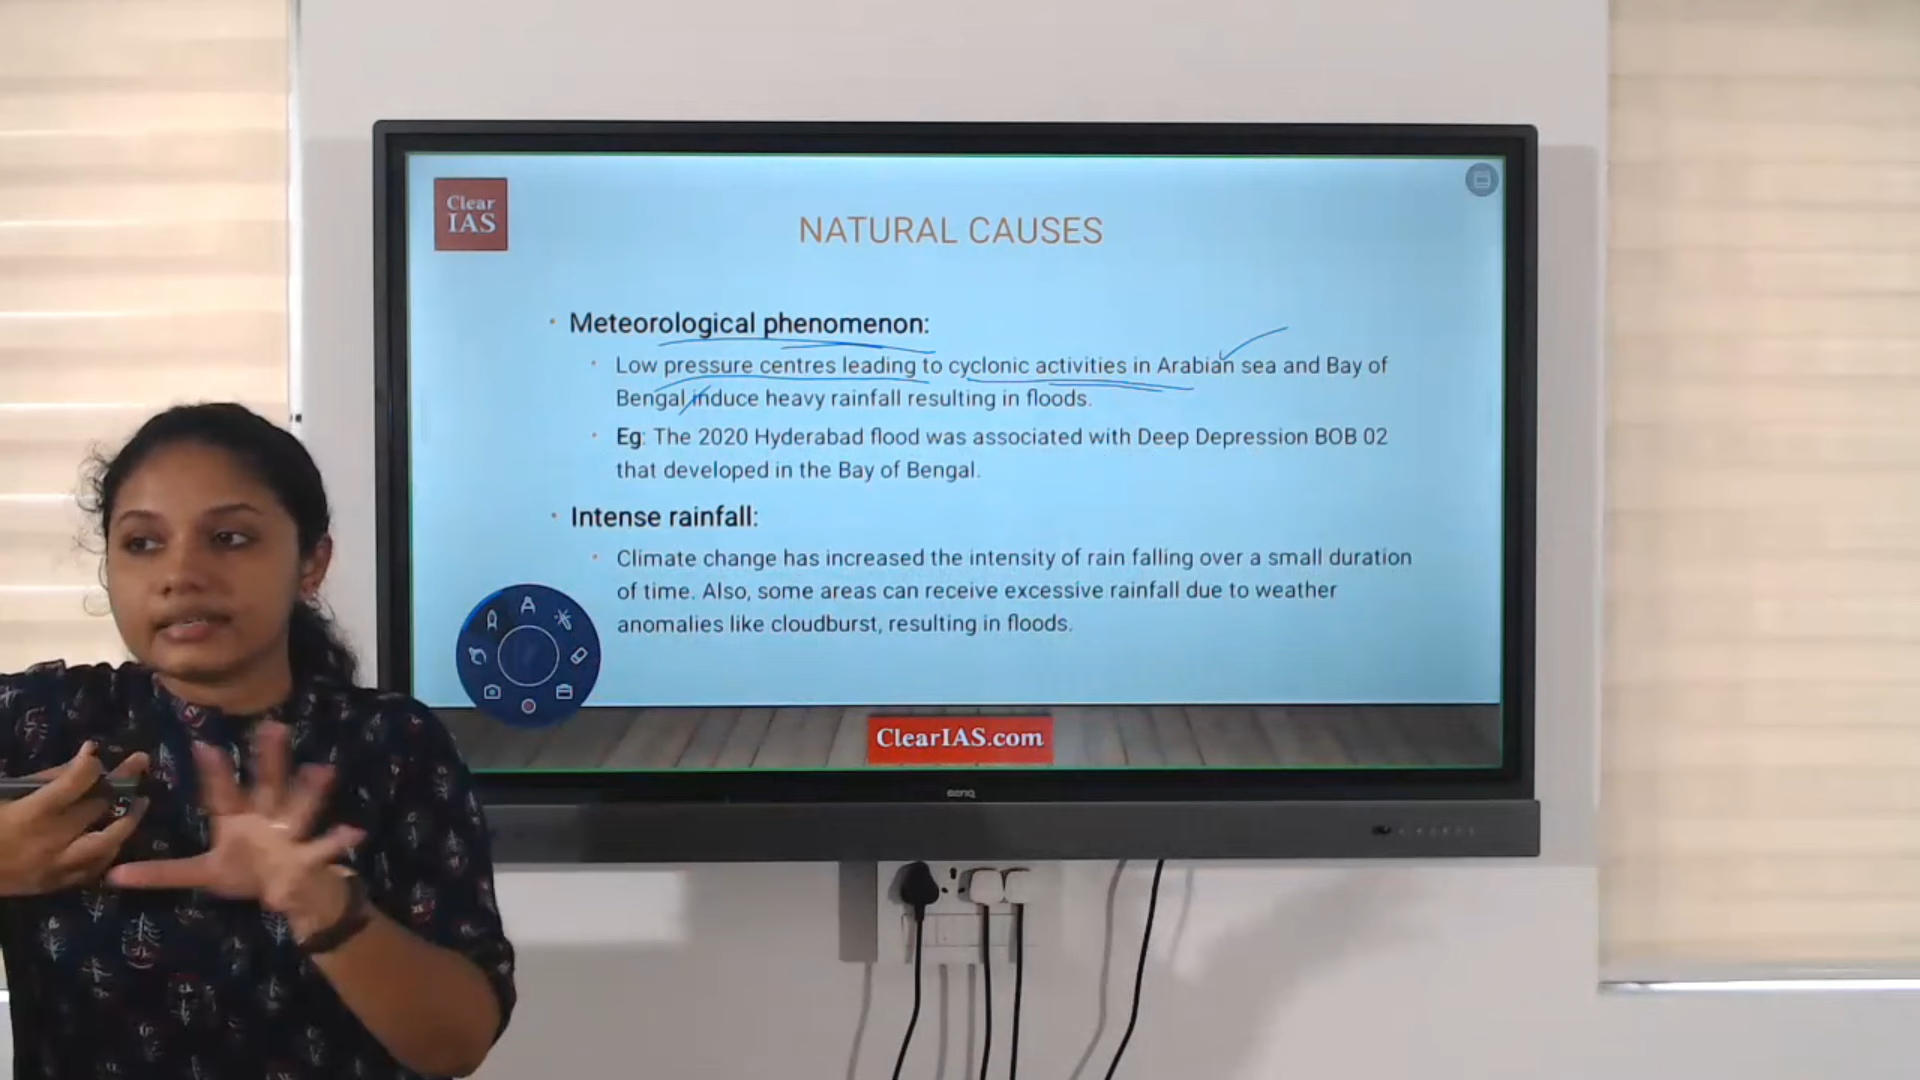 Clear
IAS
NATURAL CAUSES
Meteorological phenomenon:
Low pressure centres leading to cyclonic activities in Arabian sea and Bay of
Bengal induce heavy rainfall resulting in floods.
Eg: The 2020 Hyderabad flood was associated with Deep Depression BOB 02
that developed in the Bay of Bengal.
Intense rainfall:
Climate change has increased the intensity of rain falling over a small duration
of time. Also, some areas can receive excessive rainfall due to weather
anomalies like cloudburst, resulting in floods.
ClearIAS.com
BenQ